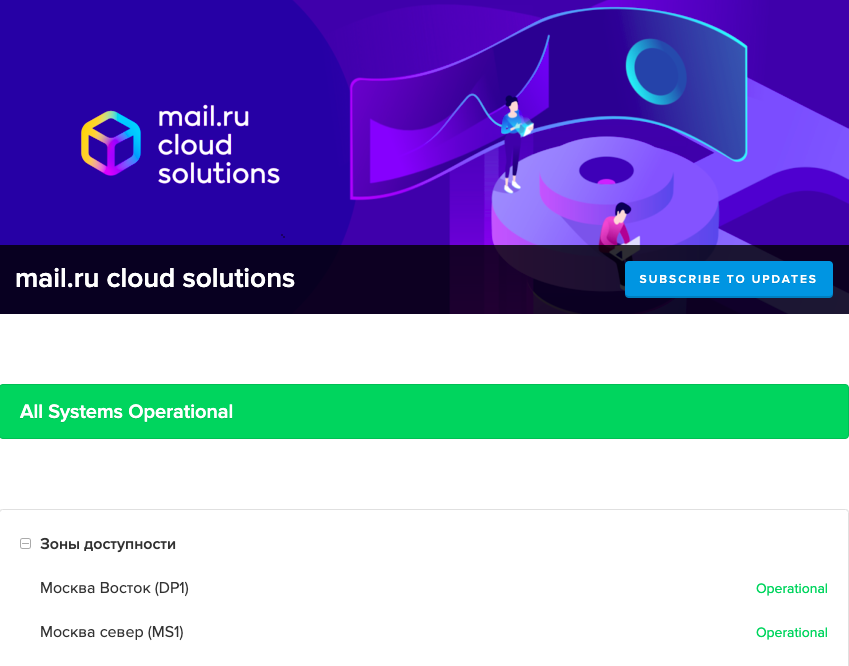 mail.ru
cloud
solutions
mail.ru cloud solutions
SUBSCRIBE TO UPDATES
All Systems Operational
Зоны доступности
Москва Восток (DP1)
Operational
Москва север (MS1)
Operational